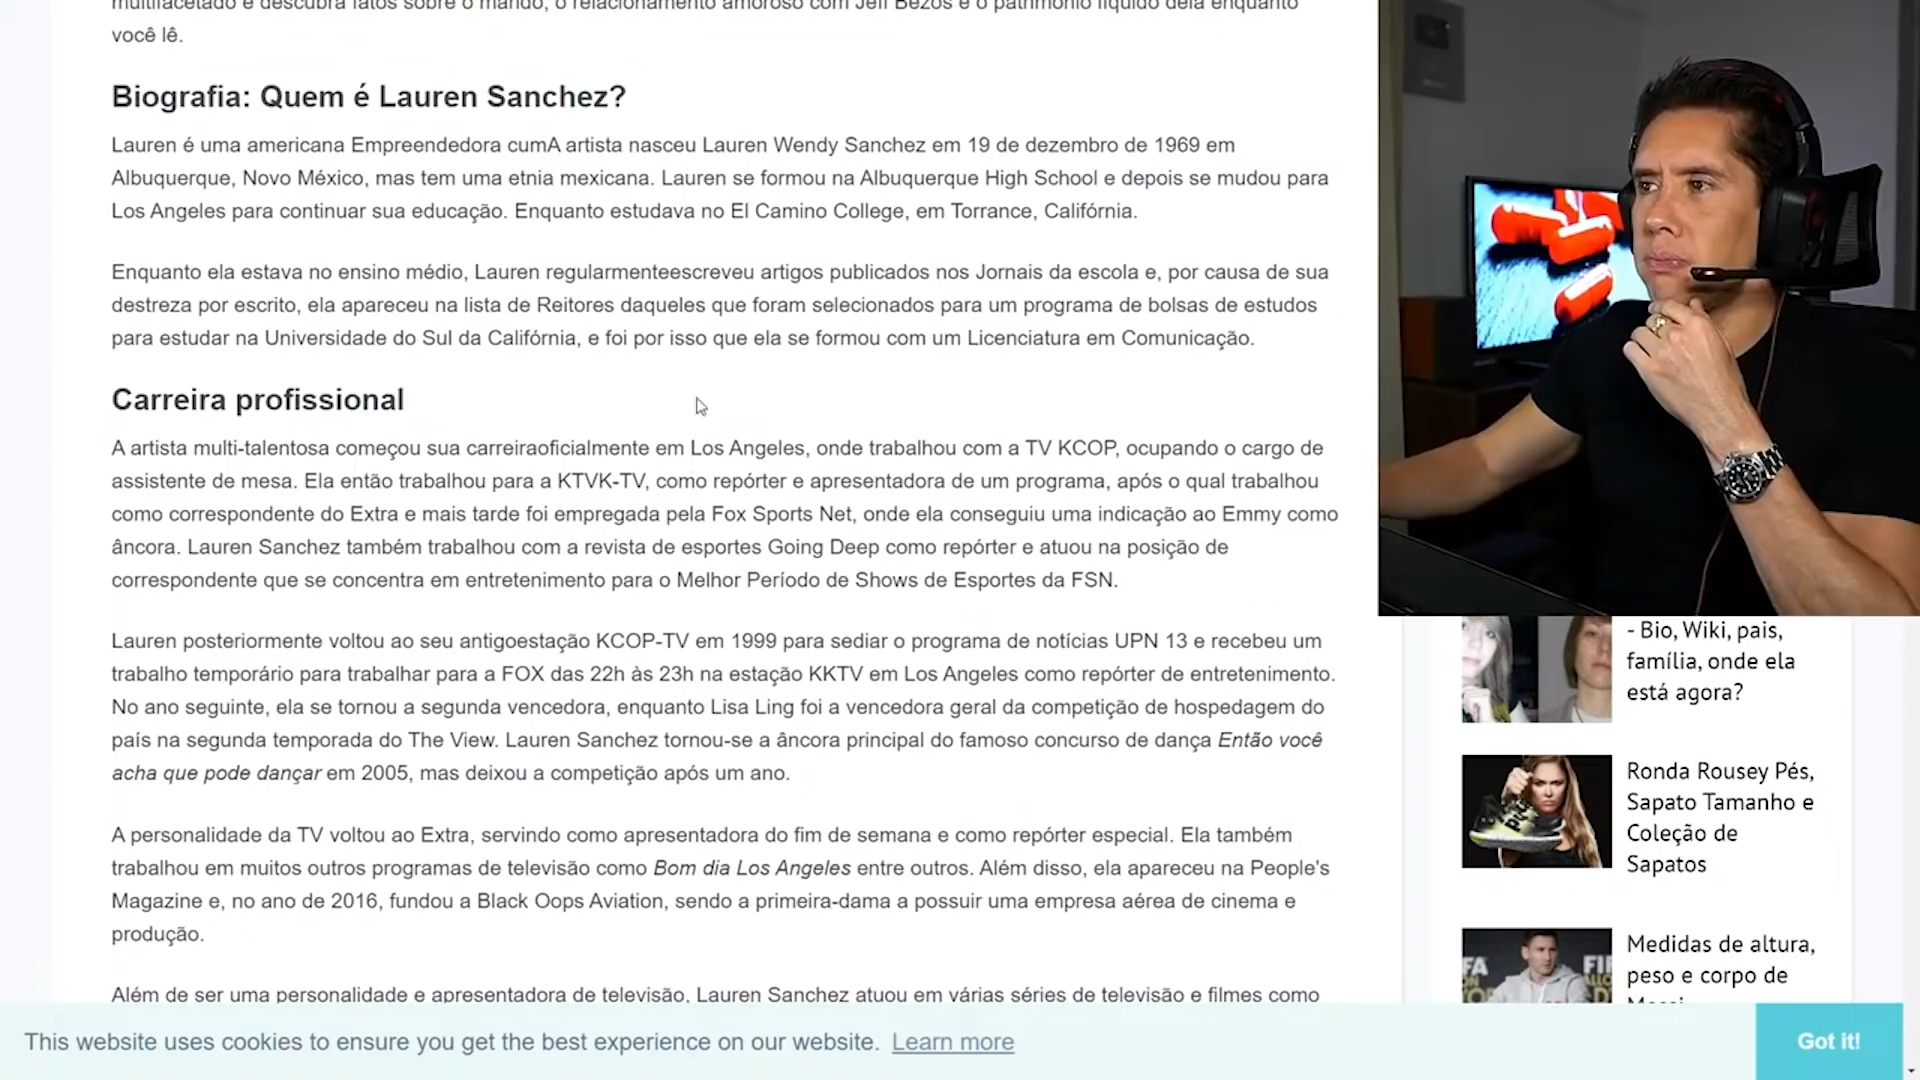 multifacetado e descubra fatos sobre o marido, o relacionamento amoroso com Jeff Bezos e o patrimônio líquido dela enquanto
você lê.
Biografia: Quem é Lauren Sanchez?
Lauren é uma americana Empreendedora cumA artista nasceu Lauren Wendy Sanchez em 19 de dezembro de 1969 em
Albuquerque, Novo México, mas tem uma etnia mexicana. Lauren se formou na Albuquerque High School e depois se mudou para
Los Angeles para continuar sua educação. Enquanto estudava no El Camino College, em Torrance, Califórnia.
Enquanto ela estava no ensino médio, Lauren regularmenteescreveu artigos publicados nos Jornais da escola e, por causa de sua
destreza por escrito, ela apareceu na lista de Reitores daqueles que foram selecionados para um programa de bolsas de estudos
para estudar na Universidade do Sul da Califórnia, e foi por isso que ela se formou com um Licenciatura em Comunicação.
Carreira profissional
A artista multi-talentosa começou sua carreiraoficialmente em Los Angeles, onde trabalhou com a TV KCOP, ocupando o cargo de
assistente de mesa. Ela então trabalhou para a KTVK-TV, como repórter e apresentadora de um programa, após o qual trabalhou
como correspondente do Extra e mais tarde foi empregada pela Fox Sports Net, onde ela conseguiu uma indicação ao Emmy como
âncora. Lauren Sanchez também trabalhou com a revista de esportes Going Deep como repórter e atuou na posição de
correspondente que se concentra em entretenimento para o Melhor Período de Shows de Esportes da FSN.
Lauren posteriormente voltou ao seu antigoestação KCOP-TV em 1999 para sediar o programa de notícias UPN 13 e recebeu um
trabalho temporário para trabalhar para a FOX das 22h às 23h na estação KKTV em Los Angeles como repórter de entretenimento.
No ano seguinte, ela se tornou a segunda vencedora, enquanto Lisa Ling foi a vencedora geral da competição de hospedagem do
país na segunda temporada do The View. Lauren Sanchez tornou-se a âncora principal do famoso concurso de dança Então você
acha que pode dançar em 2005, mas deixou a competição após um ano.
A personalidade da TV voltou ao Extra, servindo como apresentadora do fim de semana e como repórter especial. Ela também
trabalhou em muitos outros programas de televisão como Bom dia Los Angeles entre outros. Além disso, ela apareceu na People's
Magazine e, no ano de 2016, fundou a Black Oops Aviation, sendo a primeira-dama a possuir uma empresa aérea de cinema e
produção.
Além de ser uma personalidade e apresentadora de televisão, Lauren Sanchez atuou em várias séries de televisão e filmes como
- Bio, Wiki, pais,
família, onde ela
está agora?
Ronda Rousey Pés,
Sapato Tamanho e
Coleção de
Sapatos
Medidas de altura,
peso e corpo de
Messi
This website uses cookies to ensure you get the best experience on our website. Learn more
Got it!